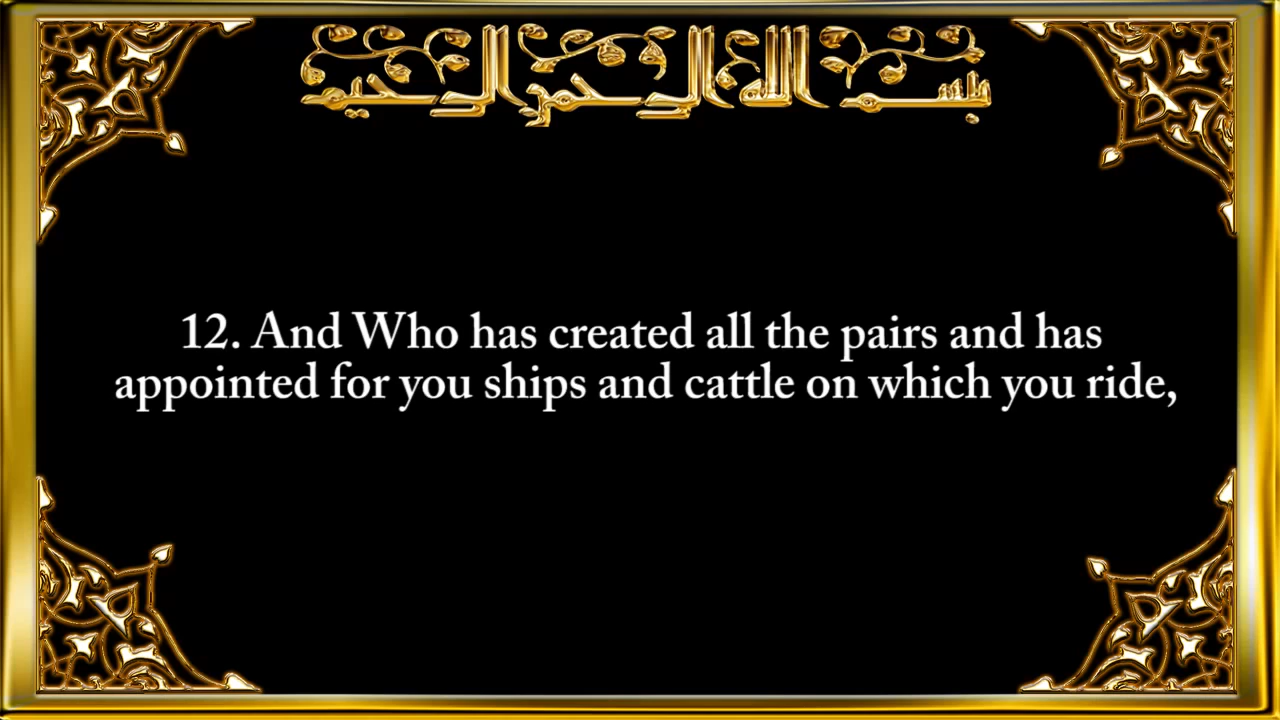 بسم الله الرحمن الرحيم
12. And Who has created all the pairs and has
appointed for you ships and cattle on which you ride,